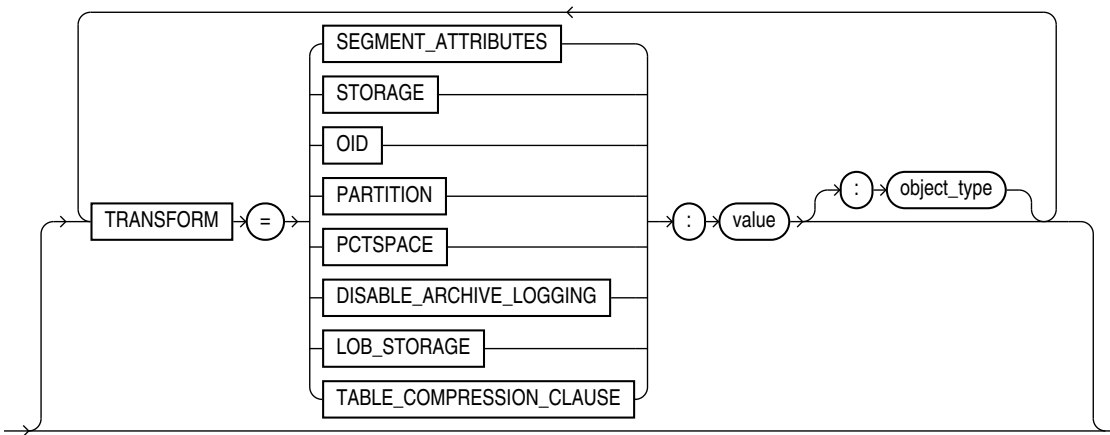 SEGMENT_ATTRIBUTES
STORAGE
OID
PARTITION
TRANSFORM = : value : object_type
PCTSPACE
DISABLE_ARCHIVE_LOGGING
LOB_STORAGE
TABLE_COMPRESSION_CLAUSE